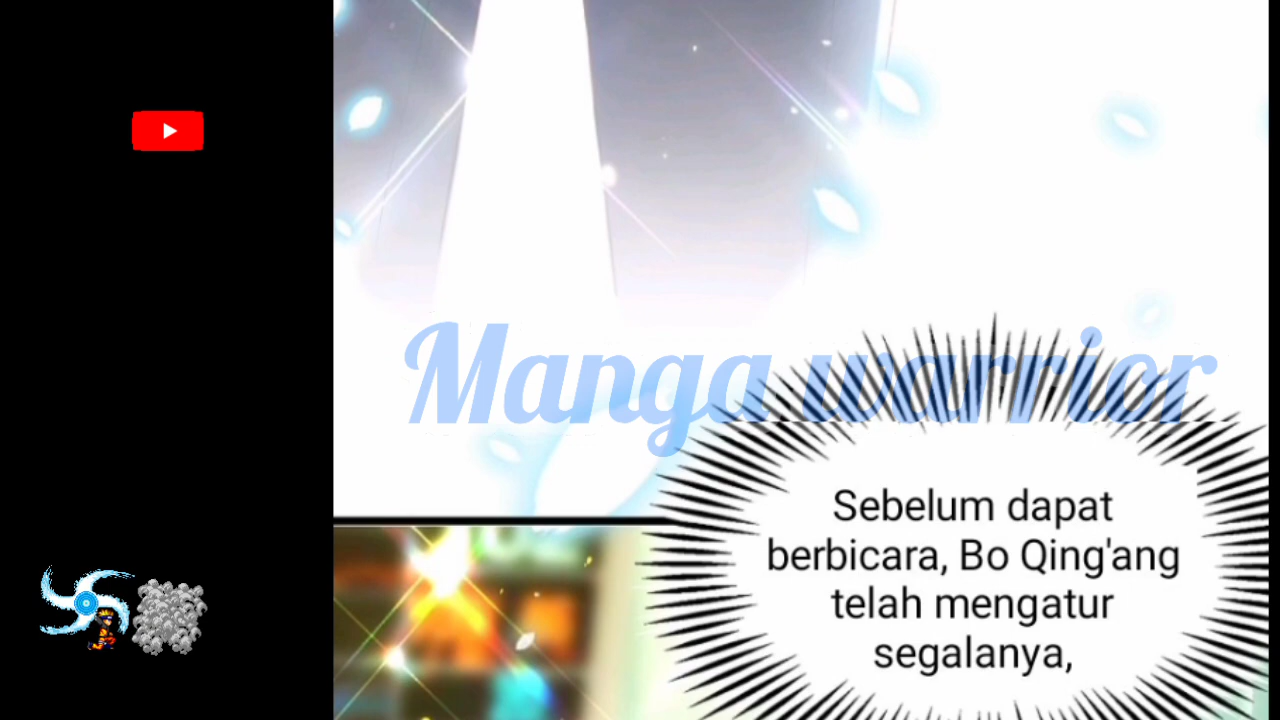 Manga warrior
Sebelum dapat
berbicara, Bo Qing'ang
telah mengatur
segalanya,